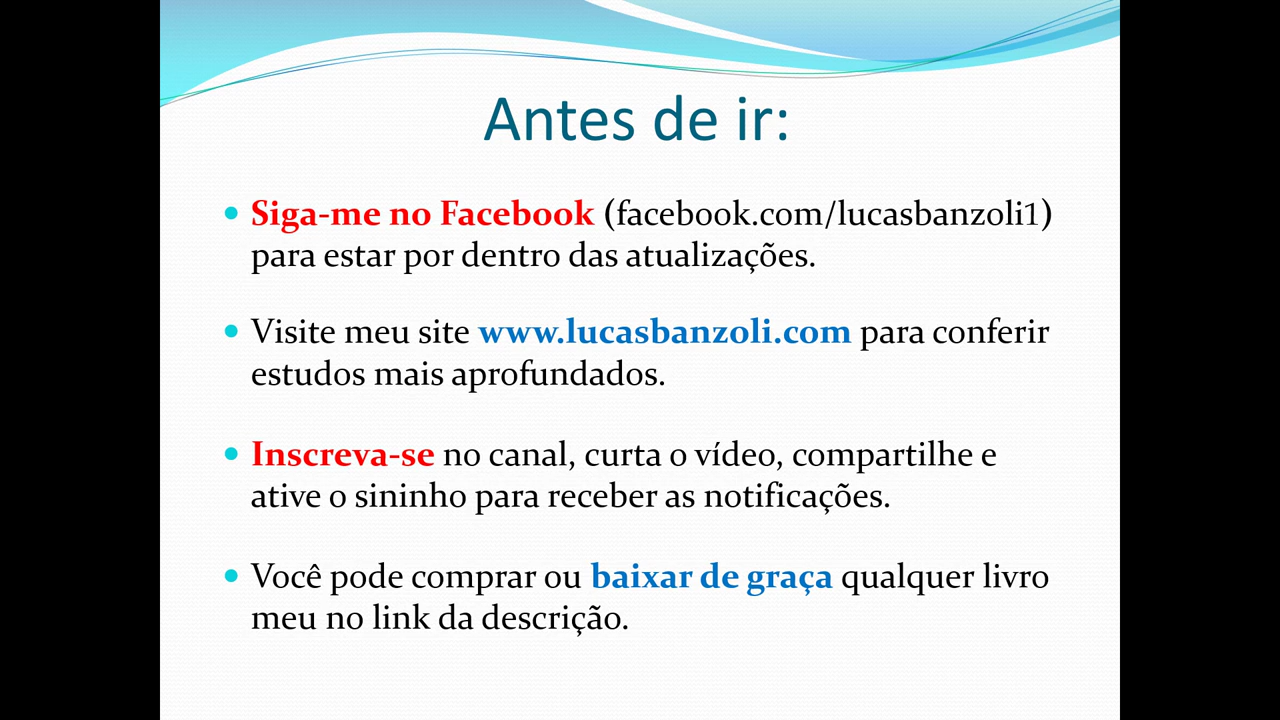 Antes de ir:
Siga-me no Facebook (facebook.com/lucasbanzoli1)
para estar por dentro das atualizações.
Visite meu site www.lucasbanzoli.com para conferir
estudos mais aprofundados.
Inscreva-se no canal, curta o vídeo, compartilhe e
ative o sininho para receber as notificações.
Você pode comprar ou baixar de graça qualquer livro
meu no link da descrição.